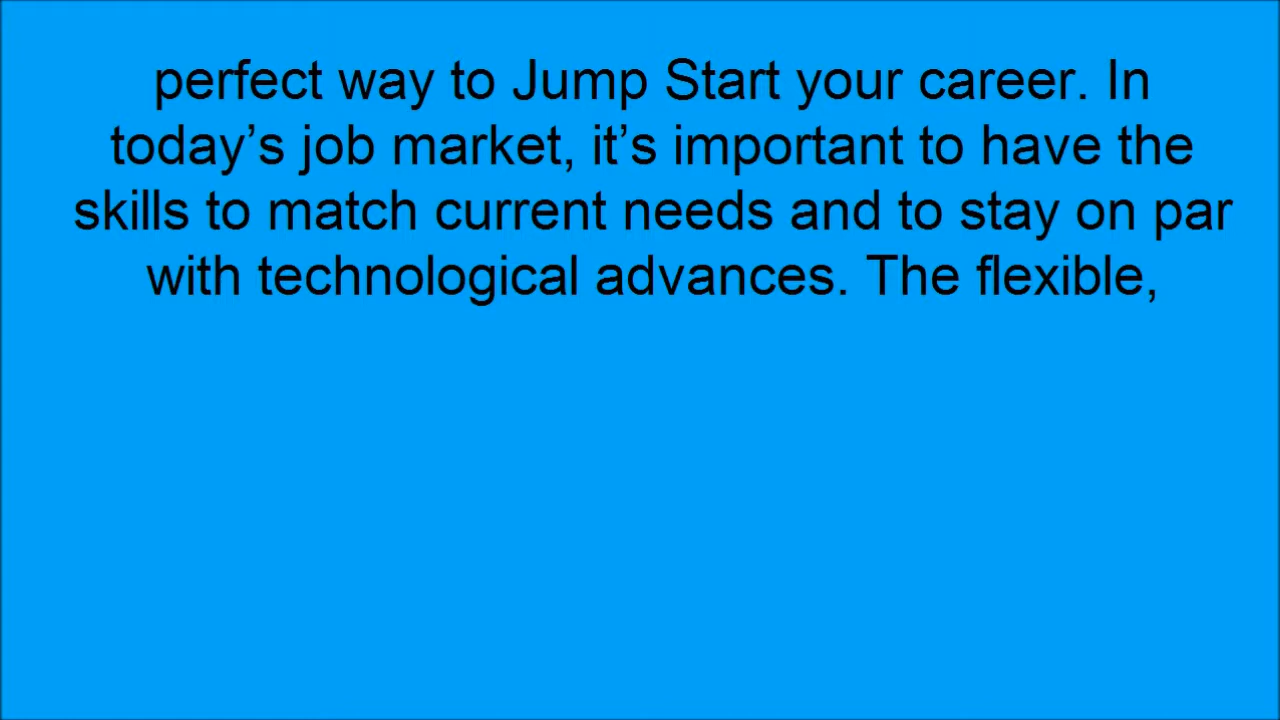 perfect way to Jump Start your career. In
today’s job market, it’s important to have the
skills to match current needs and to stay on par
with technological advances. The flexible,